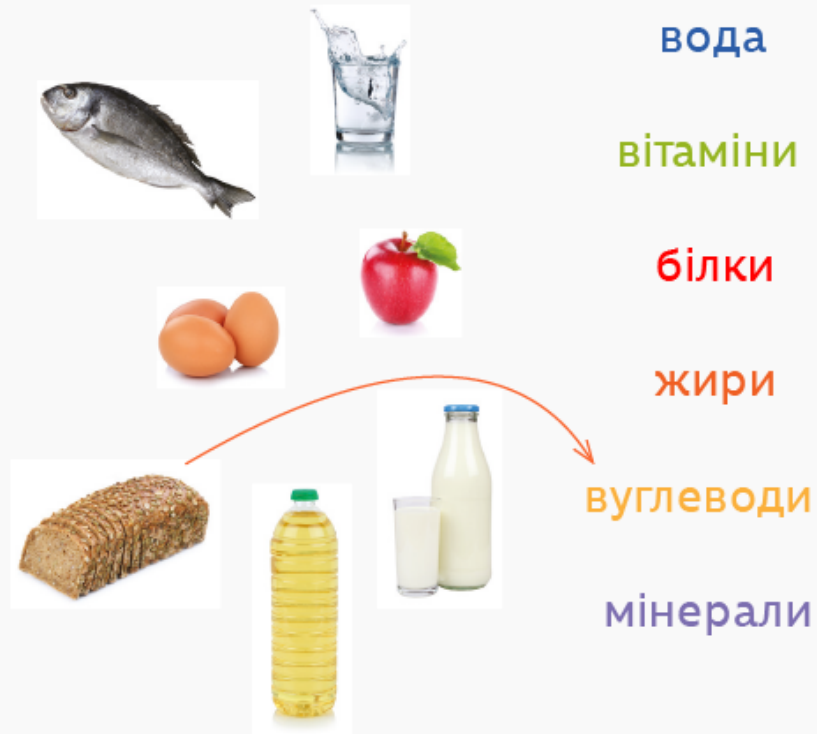 вода
вітаміни
білки
жири
вуглеводи
мінерали